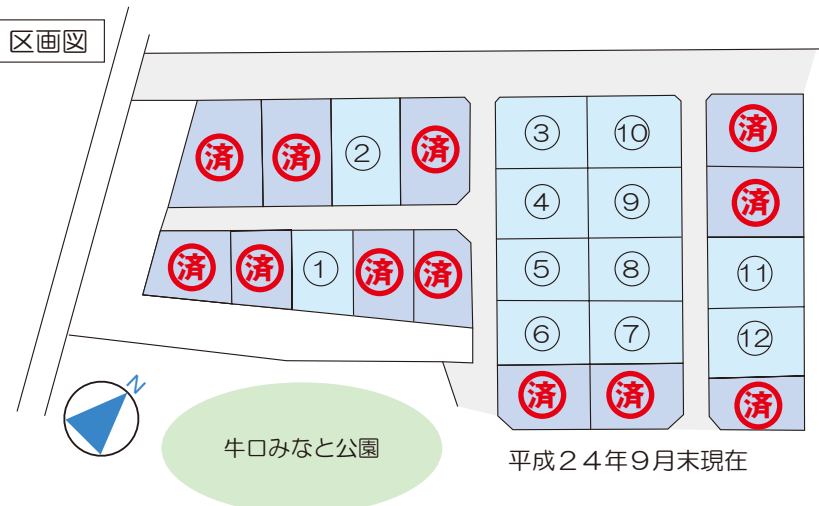 区画図
済 済 ② 済
済 済 ① 済 済
③ ⑩
④ ⑨
⑤ ⑧
⑥ ⑦
済 済
済
済
⑪
⑫
済
N
牛口みなと公園
平成24年9月末現在